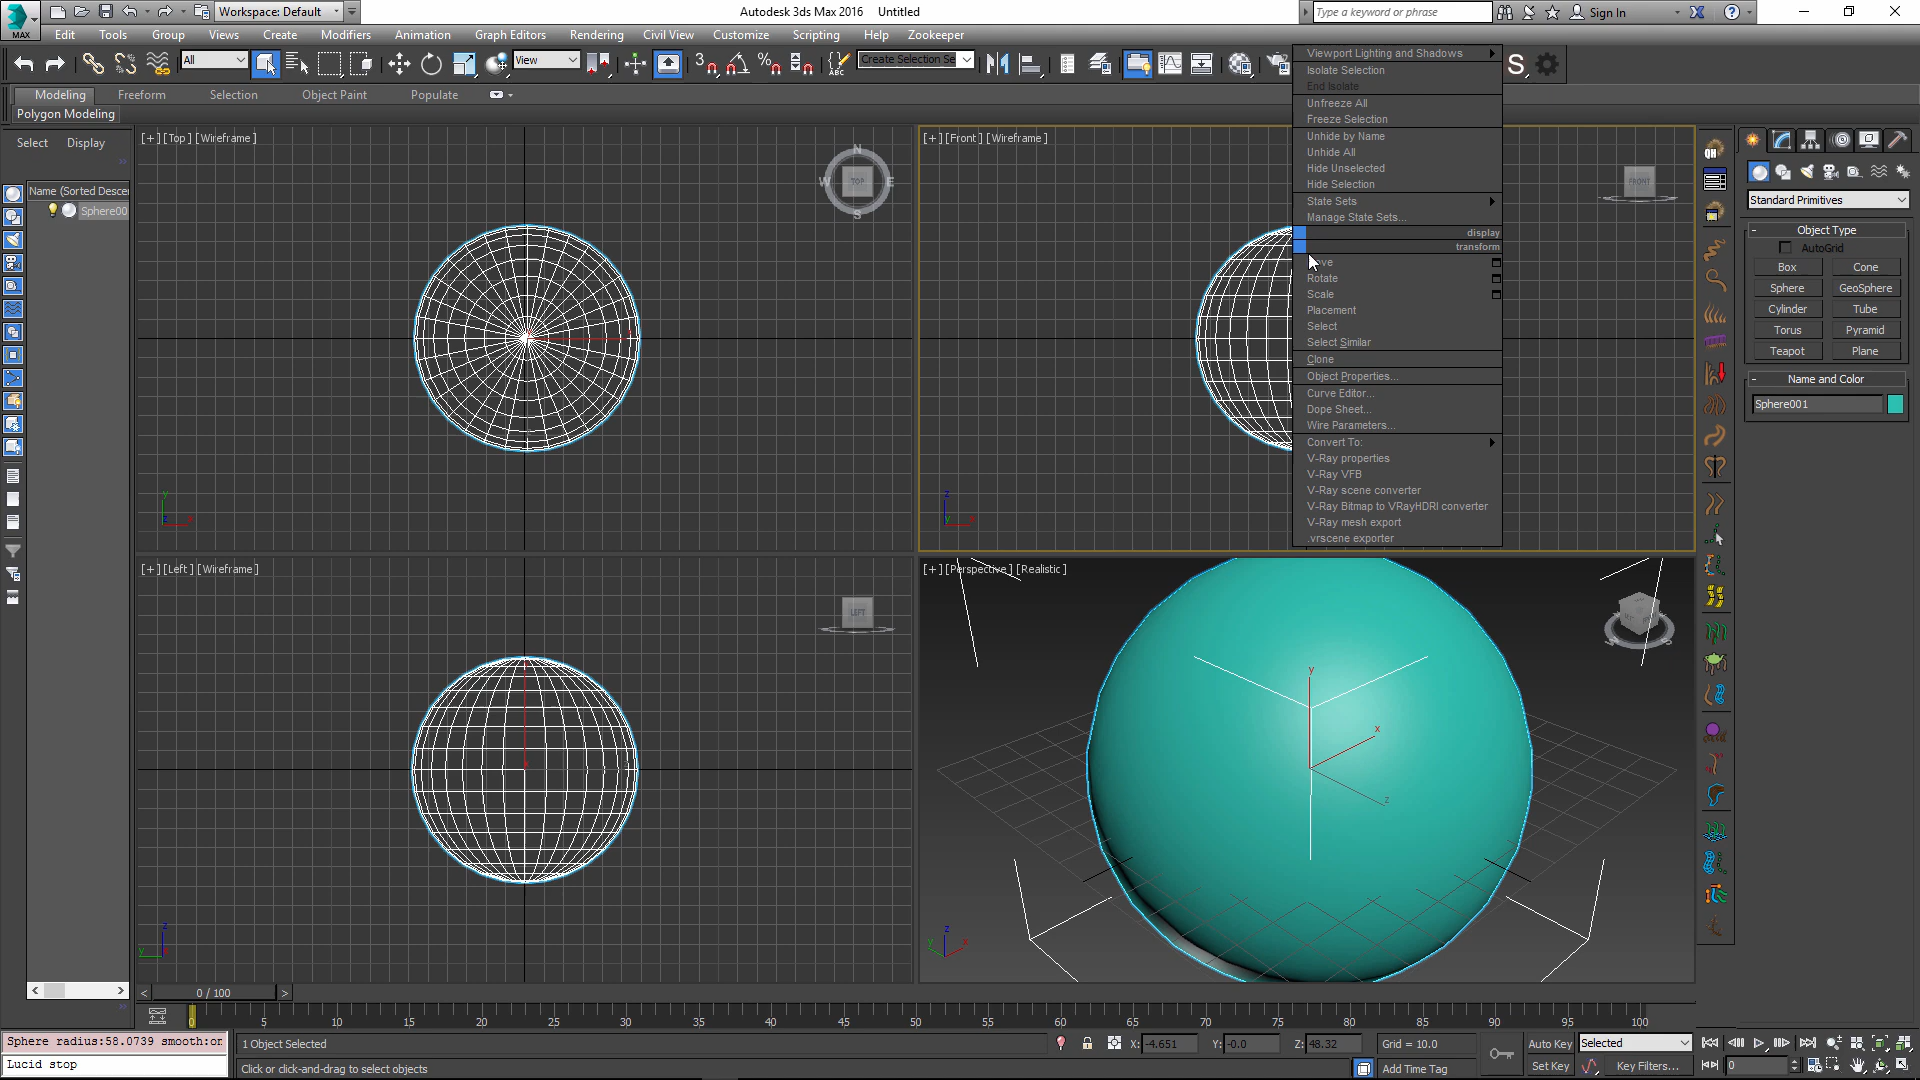 MAX
Workspace: Default
Autodesk 3ds Max 2016 Untitled
Type a keyword or phrase
Sign In
Edit Tools Group Views Create Modifiers Animation Graph Editors Rendering Civil View Customize Scripting Help Zookeeper
All
View
3
ABC
Create Selection Se
S
Modeling Freeform Selection Object Paint Populate
Polygon Modeling
Select Display
Name (Sorted Descer
Sphere00
[+] [Top] [Wireframe]
N
W TOP E
S
y
z x
[+] [Front] [Wireframe]
FRONT
z
y x
[+] [Left] [Wireframe]
LEFT
z
y
[+] [Perspective] [Realistic]
y
x
z
z
y x
Viewport Lighting and Shadows
Isolate Selection
End Isolate
Unfreeze All
Freeze Selection
Unhide by Name
Unhide All
Hide Unselected
Hide Selection
State Sets
Manage State Sets...
display
transform
Rotate
Scale
Placement
Select
Select Similar
Clone
Object Properties...
Curve Editor...
Dope Sheet...
Wire Parameters...
Convert To:
V-Ray properties
V-Ray VFB
V-Ray scene converter
V-Ray Bitmap to VRayHDRI converter
V-Ray mesh export
.vrscene exporter
QH
Standard Primitives
- Object Type
AutoGrid
Box Cone
Sphere GeoSphere
Cylinder Tube
Torus Pyramid
Teapot Plane
- Name and Color
Sphere001
< >
< 0 / 100 >
0 5 10 15 20 25 30 35 40 45 50 55 60 65 70 75 80 85 90 95 100
Sphere radius:58.0739 smooth:on
Lucid stop
1 Object Selected
Click or click-and-drag to select objects
X: -4.651 Y: -0.0 Z: 48.32
Grid = 10.0
Add Time Tag
Auto Key Selected
Set Key Key Filters...
0